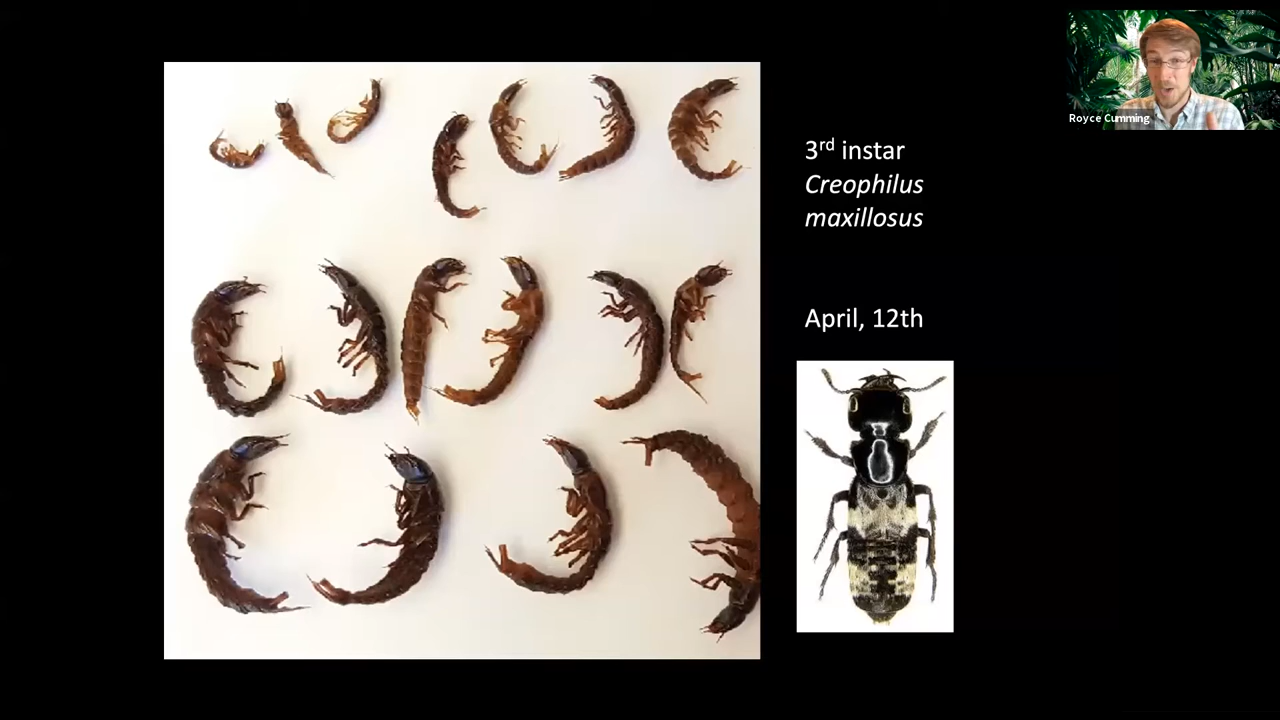 Royce Cumming
3rd instar
Creophilus
maxillosus
April, 12th